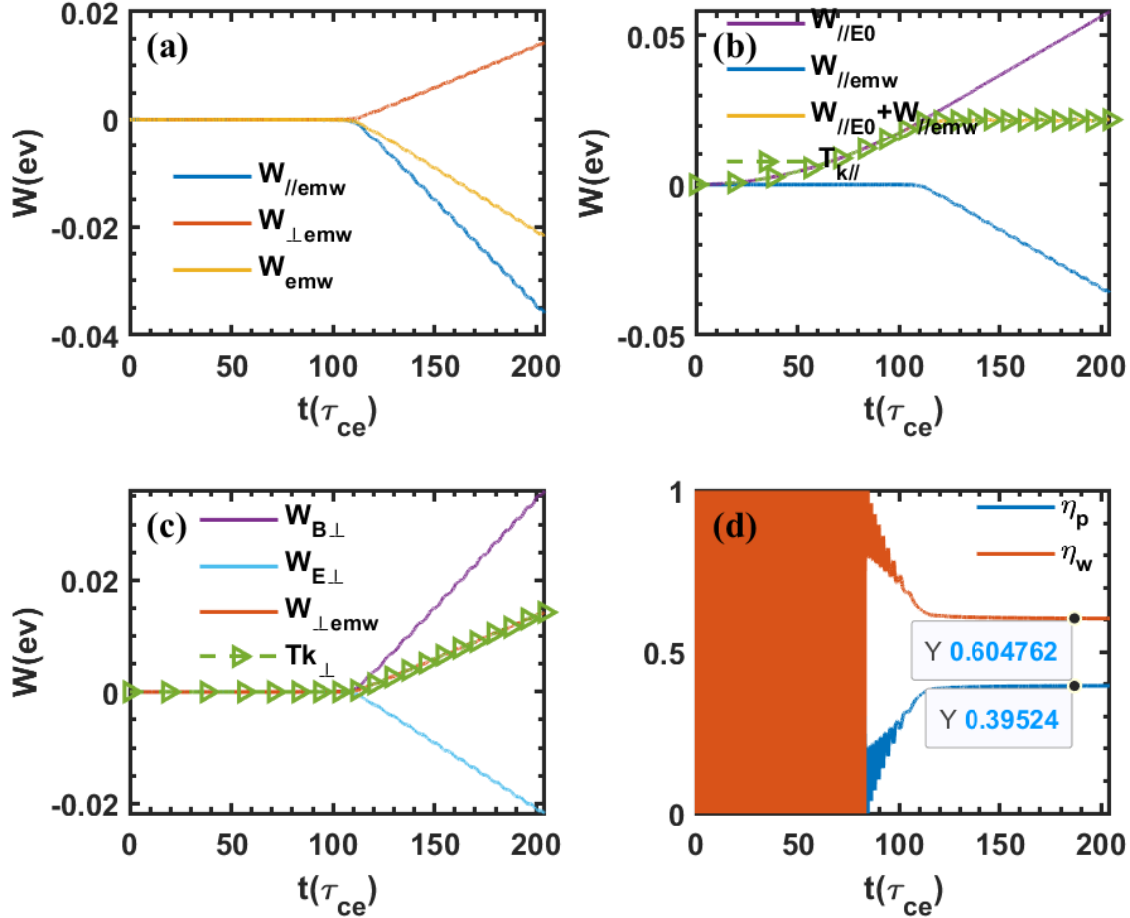 (a)
0.02
0
-0.02
-0.04
W(ev)
W//emw
W⊥emw
Wemw
0 50 100 150 200
t(τce)
(b)
0.05
0
-0.05
W(ev)
W//E0
W//emw
W//E0+W//emw
Tk//
0 50 100 150 200
t(τce)
(c)
0.02
0
-0.02
W(ev)
WB⊥
WE⊥
W⊥emw
Tk⊥
0 50 100 150 200
t(τce)
(d)
1
0.5
0
ηp
ηw
Y 0.604762
Y 0.39524
0 50 100 150 200
t(τce)